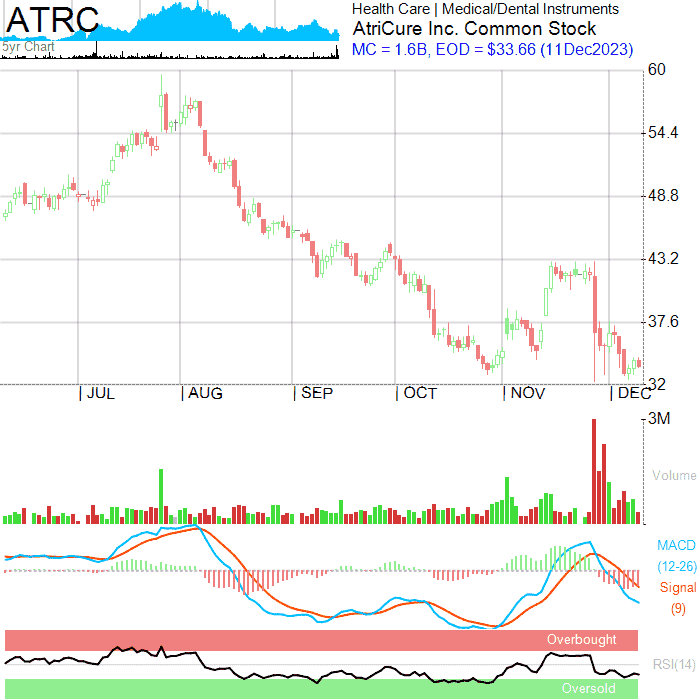 ATRC
5yr Chart
Health Care | Medical/Dental Instruments
AtriCure Inc. Common Stock
MC = 1.6B, EOD = $33.66 (11Dec2023)
60
54.4
48.8
43.2
37.6
32
| JUL | AUG | SEP | OCT | NOV | DEC
3M
Volume
MACD
(12-26)
Signal
(9)
Overbought
RSI(14)
Oversold